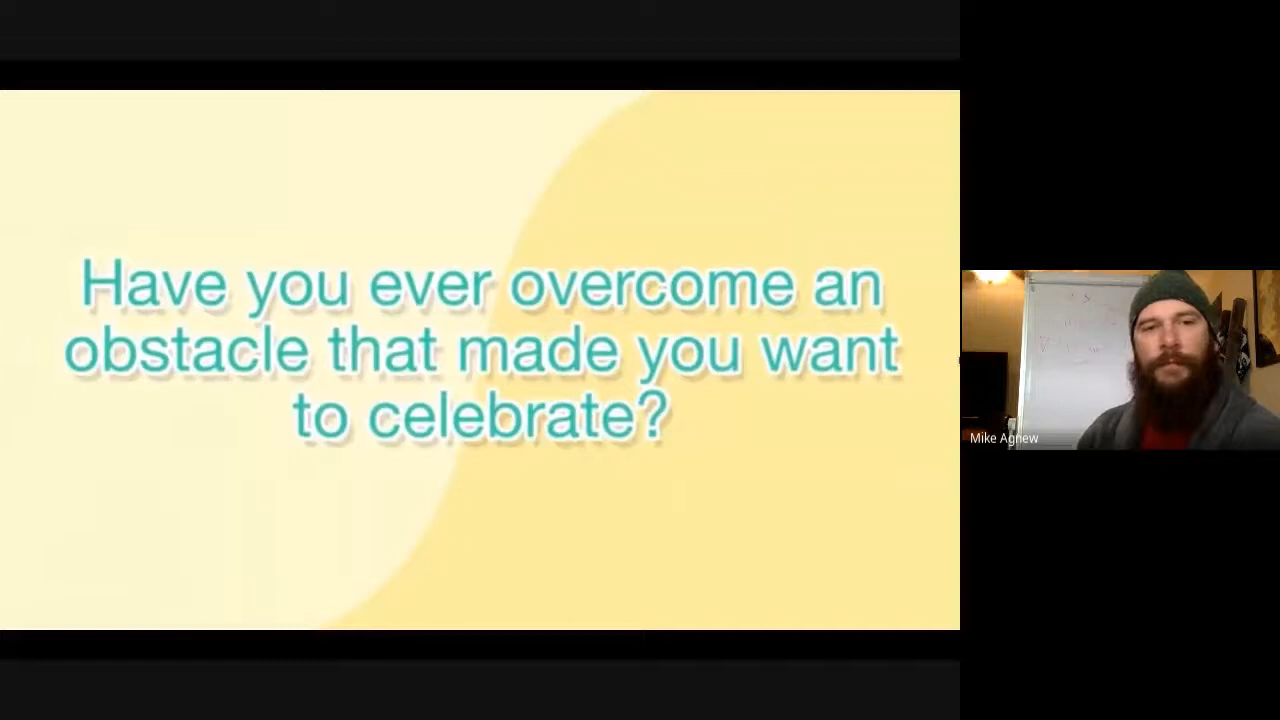 Have you ever overcome an
obstacle that made you want
to celebrate?
Mike Agnew